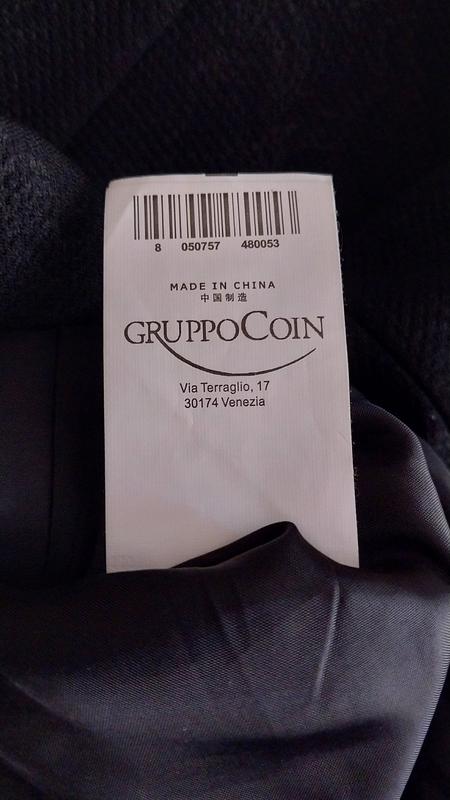 8 050757 480053
MADE IN CHINA
中国制造
GRUPPOCOIN
Via Terraglio, 17
30174 Venezia